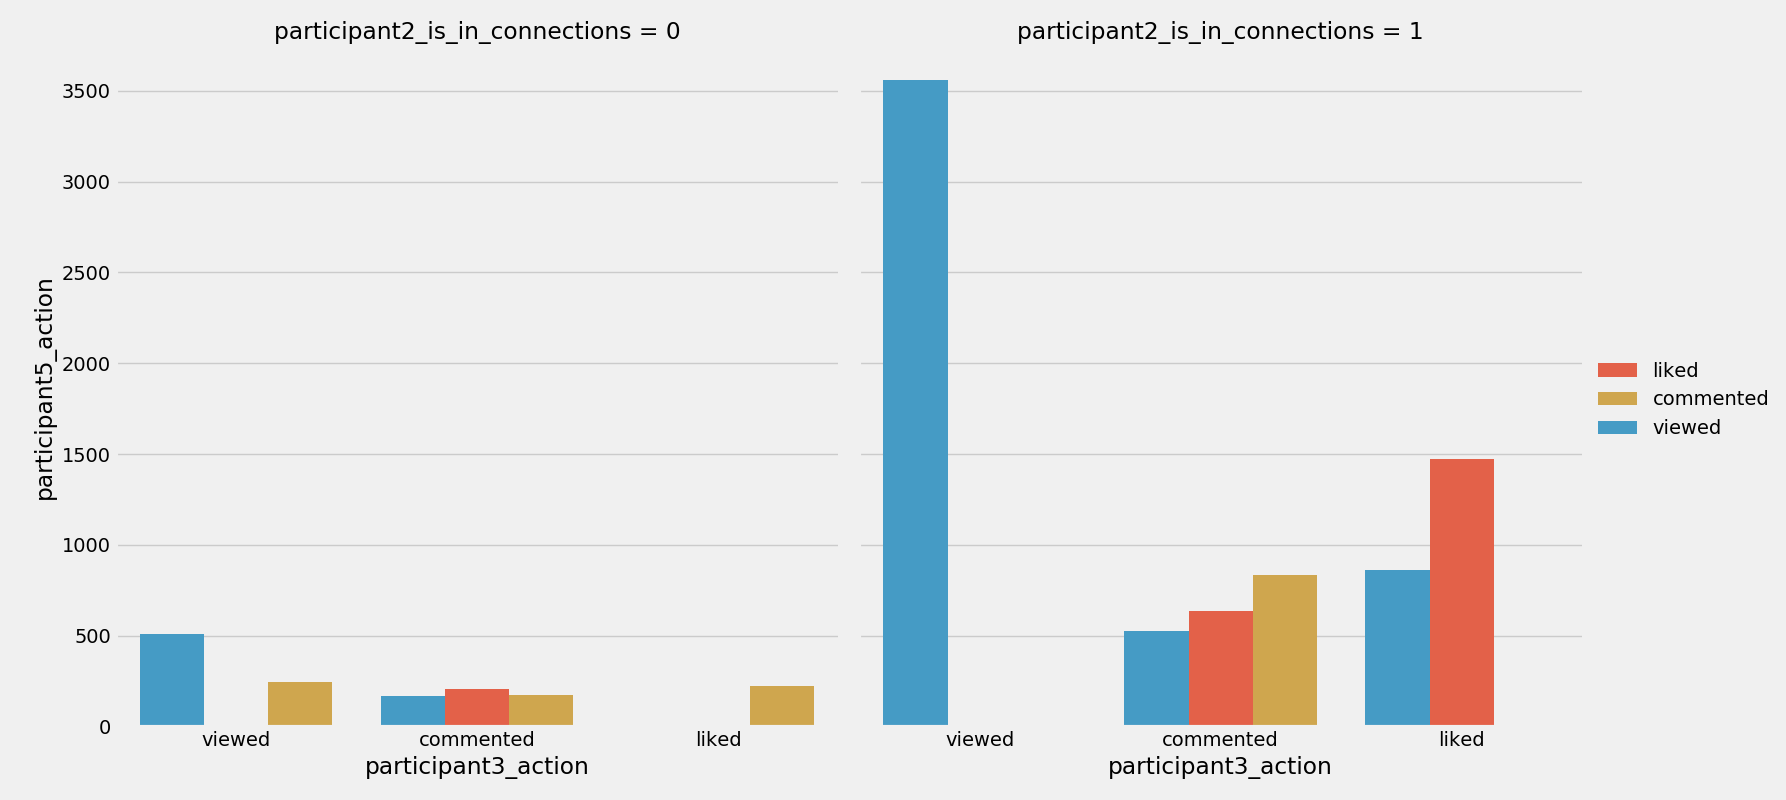 participant2_is_in_connections = 0
participant2_is_in_connections = 1
participant5_action
3500
3000
2500
2000
1500
1000
500
0
viewed
commented
liked
participant3_action
viewed
commented
liked
participant3_action
liked
commented
viewed